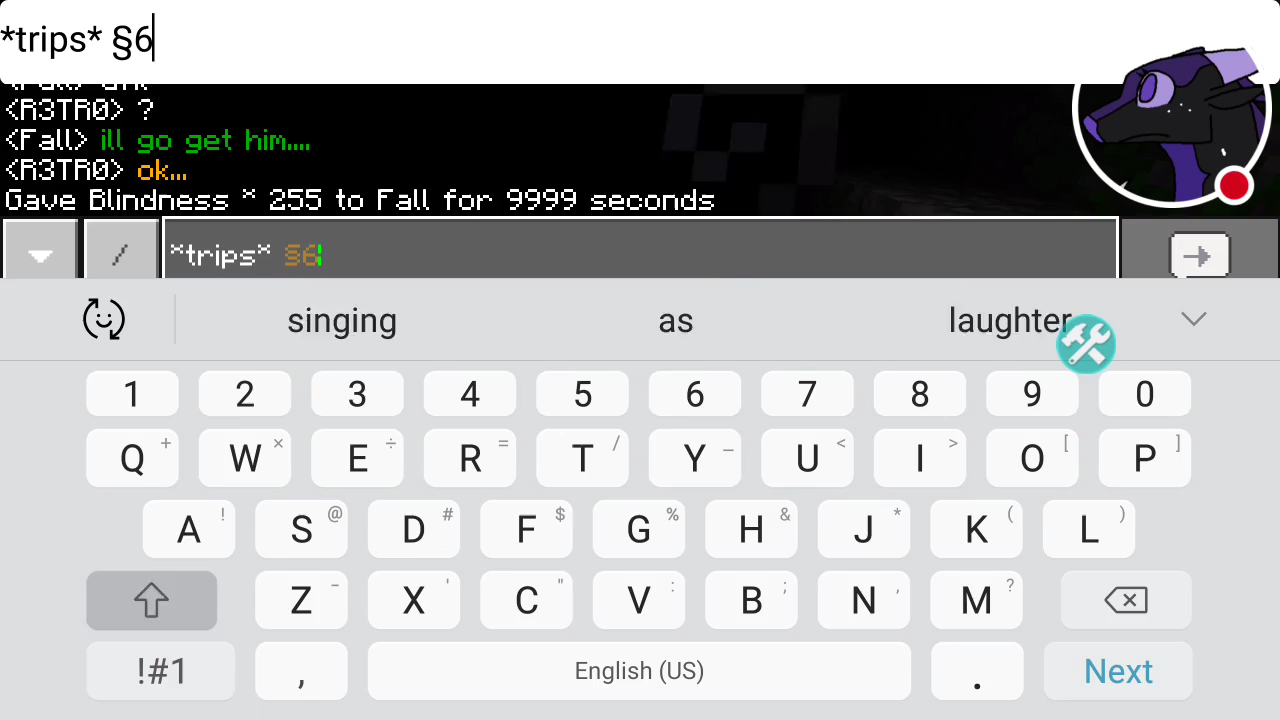 *trips* §6
<R3TR0> ?
<Fall> ill go get him....
<R3TR0> ok...
Gave Blindness * 255 to Fall for 9999 seconds
/ *trips* §6
singing as laughter
1 2 3 4 5 6 7 8 9 0
Q + W × E ÷ R = T / Y _ U < I > O [ P ]
A ! S @ D # F $ G % H & J * K ( L )
Z - X ' C " V : B ; N , M ?
!#1 , English (US) . Next